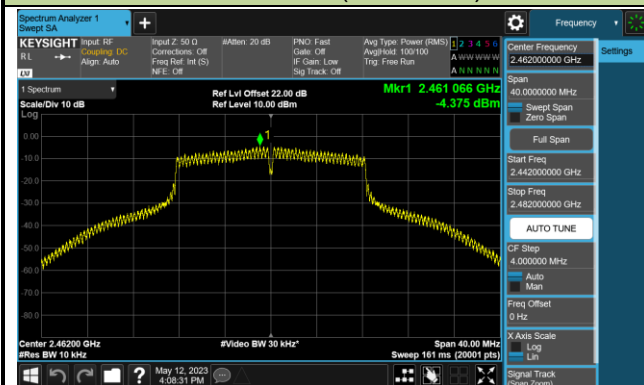 Spectrum Analyzer 1
Swept SA
+
Frequency
KEYSIGHT
Input: RF
Coupling: DC
Align: Auto
Input Z: 50 Ω
Corrections: Off
Freq Ref: Int (S)
NFE: Off
#Atten: 20 dB
PNO: Fast
Gate: Off
IF Gain: Low
Sig Track: Off
Avg Type: Power (RMS)
Avg|Hold: 100/100
Trig: Free Run
1 2 3 4 5 6
A W W W W W
A N N N N N
RL
LXI
1 Spectrum
Scale/Div 10 dB
Log
Ref Lvl Offset 22.00 dB
Ref Level 10.00 dBm
Mkr1 2.461 066 GHz
-4.375 dBm
1
0.00
-10.0
-20.0
-30.0
-40.0
-50.0
-60.0
-70.0
-80.0
Center 2.46200 GHz
#Res BW 10 kHz
#Video BW 30 kHz*
Span 40.00 MHz
Sweep 161 ms (20001 pts)
May 12, 2023
4:08:31 PM
?
Center Frequency
2.462000000 GHz
Settings
Span
40.0000000 MHz
Swept Span
Zero Span
Full Span
Start Freq
2.442000000 GHz
Stop Freq
2.482000000 GHz
AUTO TUNE
CF Step
4.000000 MHz
Auto
Man
Freq Offset
0 Hz
X Axis Scale
Log
Lin
Signal Track
(Span Zoom)